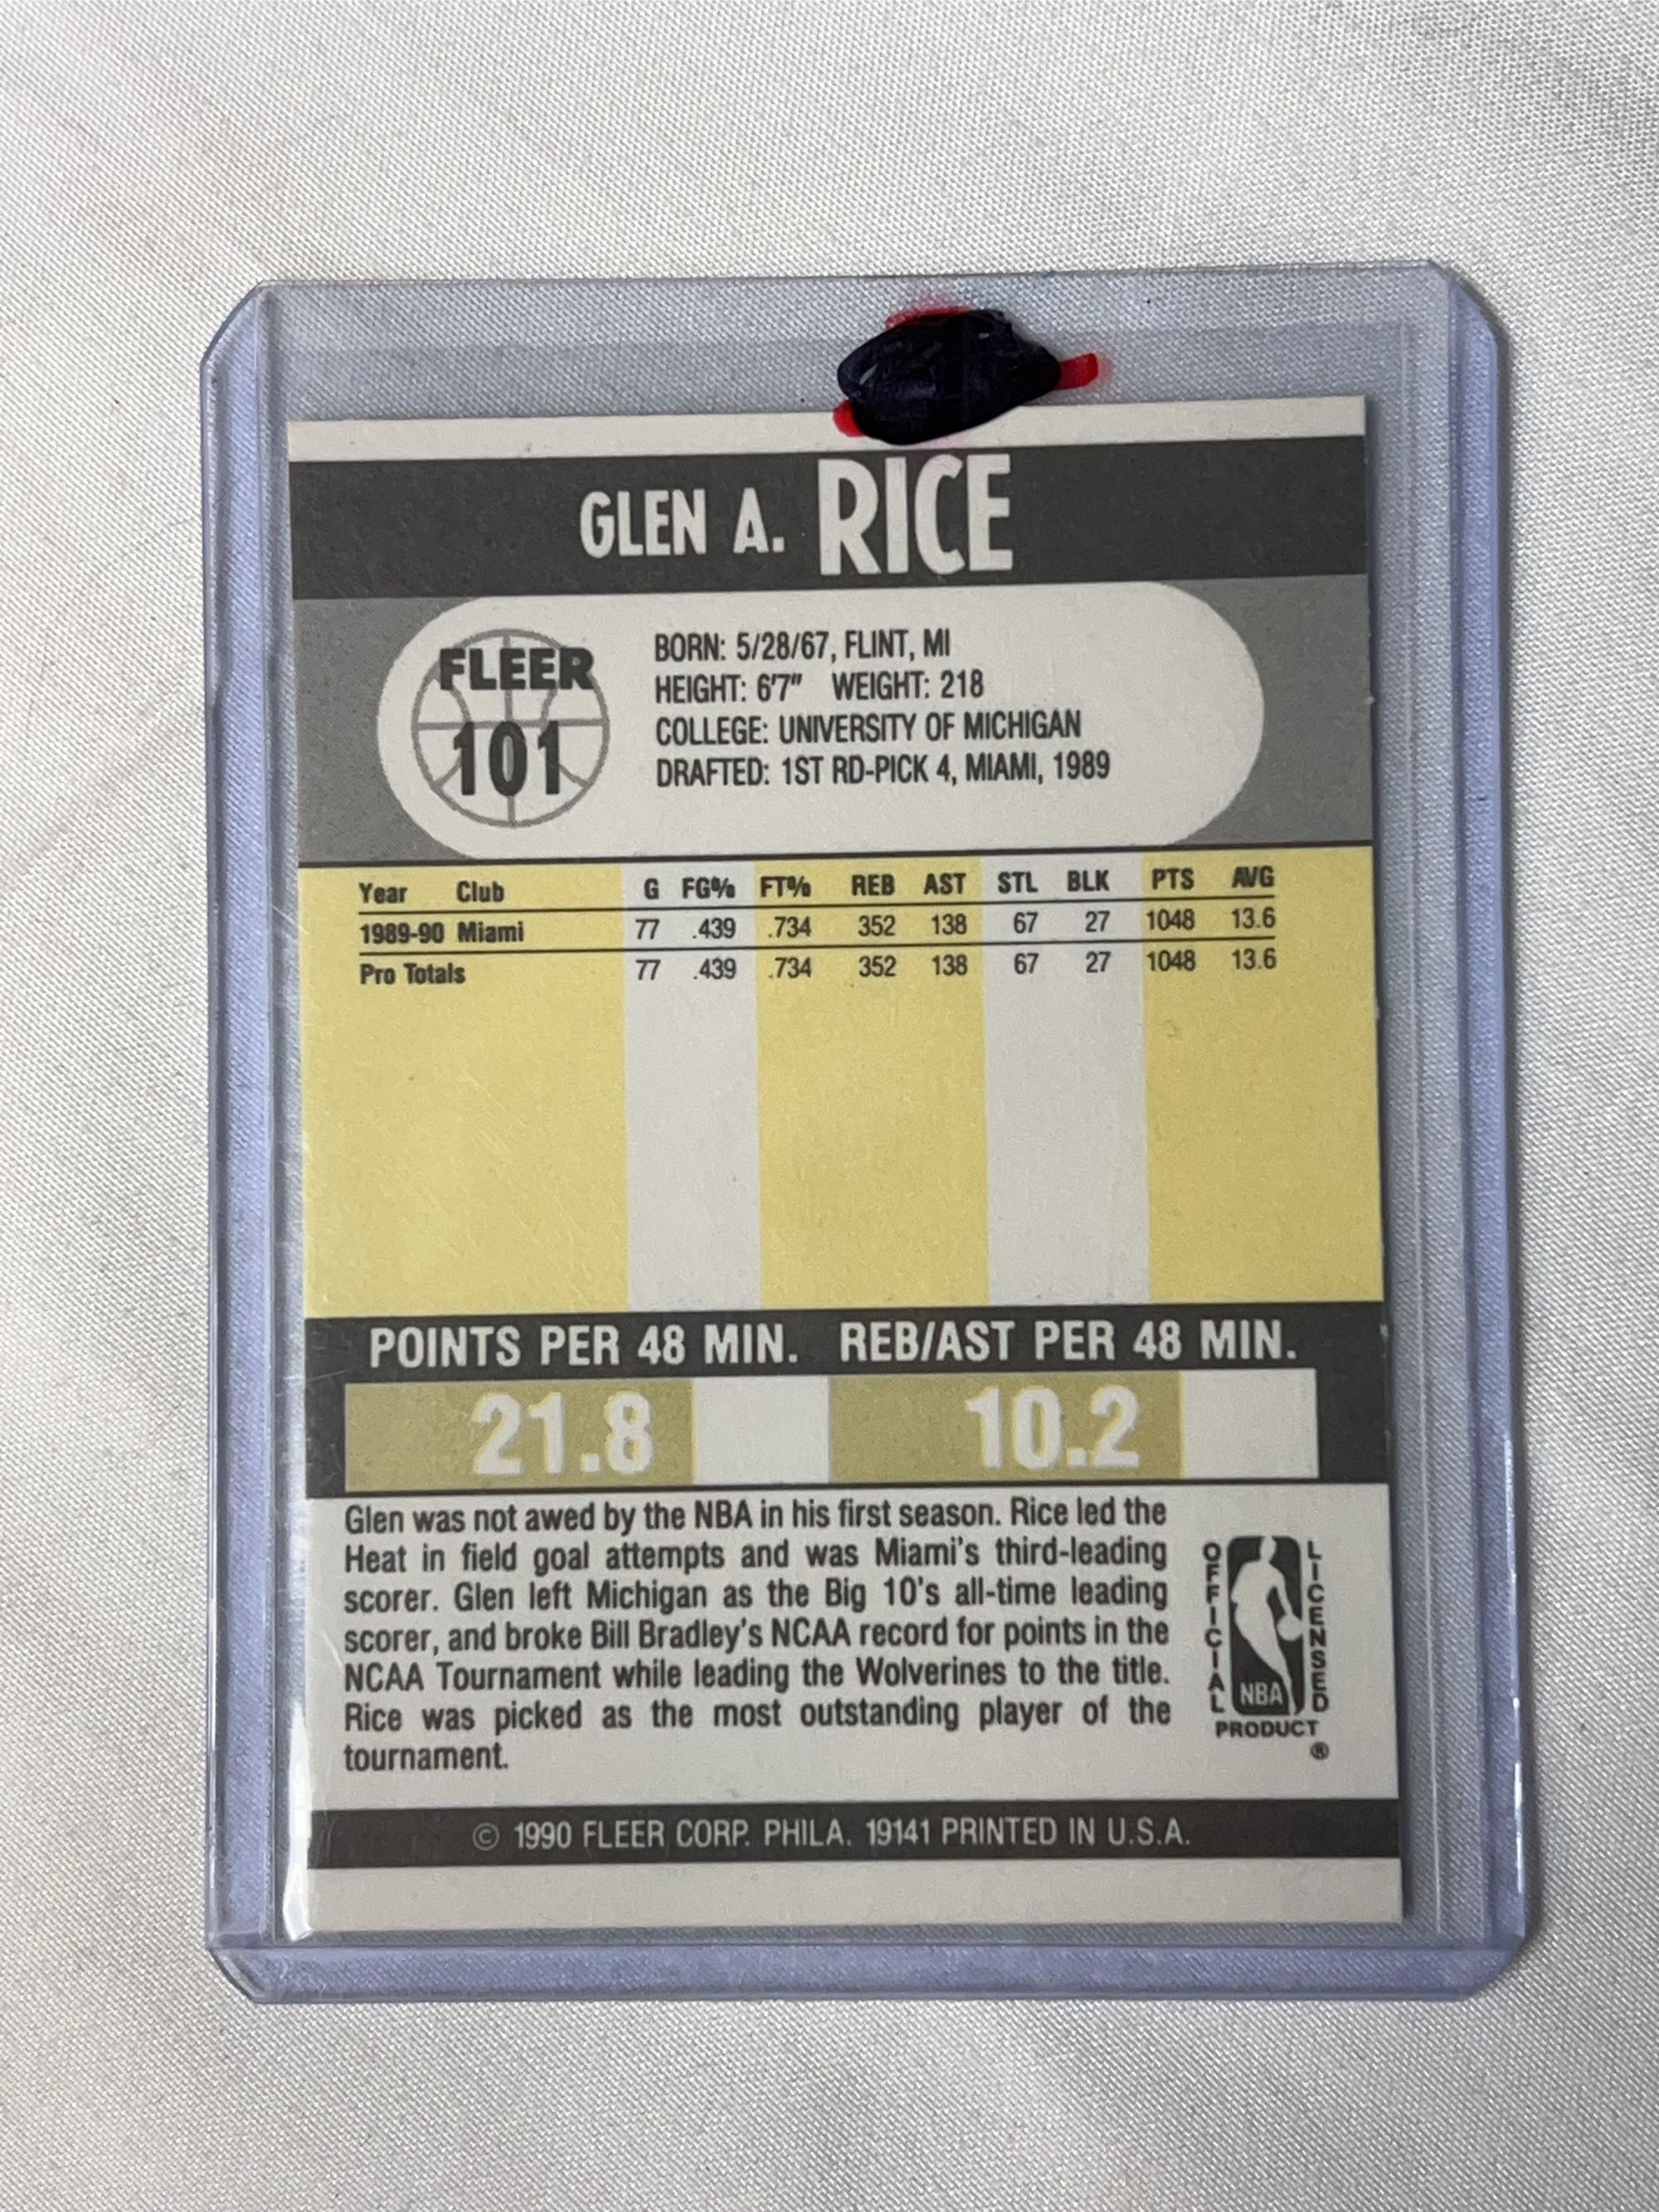 GLEN A. RICE
FLEER
101
BORN: 5/28/67, FLINT, MI
HEIGHT: 6'7" WEIGHT: 218
COLLEGE: UNIVERSITY OF MICHIGAN
DRAFTED: 1ST RD-PICK 4, MIAMI, 1989
Year Club G FG% FT% REB AST STL BLK PTS AVG
1989-90 Miami 77 .439 .734 352 138 67 27 1048 13.6
Pro Totals 77 .439 .734 352 138 67 27 1048 13.6
POINTS PER 48 MIN. REB/AST PER 48 MIN.
21.8 10.2
Glen was not awed by the NBA in his first season. Rice led the
Heat in field goal attempts and was Miami's third-leading
scorer. Glen left Michigan as the Big 10's all-time leading
scorer, and broke Bill Bradley's NCAA record for points in the
NCAA Tournament while leading the Wolverines to the title.
Rice was picked as the most outstanding player of the
tournament.
OFFICIAL
LICENSED
NBA
PRODUCT
®
© 1990 FLEER CORP. PHILA. 19141 PRINTED IN U.S.A.